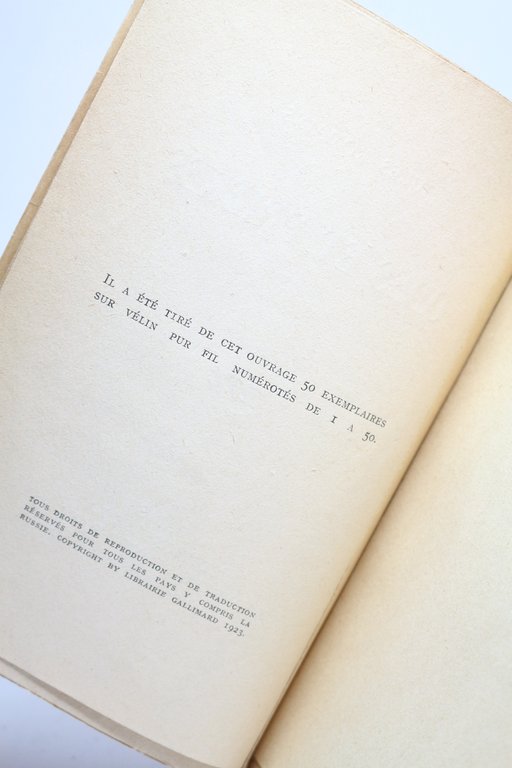 Il a été tiré de cet ouvrage 50 exemplaires
sur vélin pur fil numérotés de 1 a 50.
TOUS DROITS DE REPRODUCTION ET DE TRADUCTION
RÉSERVÉS POUR TOUS LES PAYS Y COMPRIS LA
RUSSIE. COPYRIGHT BY LIBRAIRIE GALLIMARD 1923.